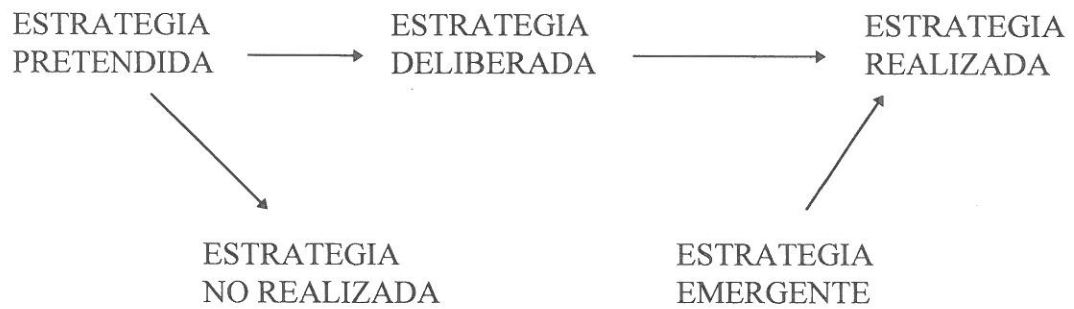 ESTRATEGIA
PRETENDIDA
ESTRATEGIA
DELIBERADA
ESTRATEGIA
REALIZADA
ESTRATEGIA
NO REALIZADA
ESTRATEGIA
EMERGENTE